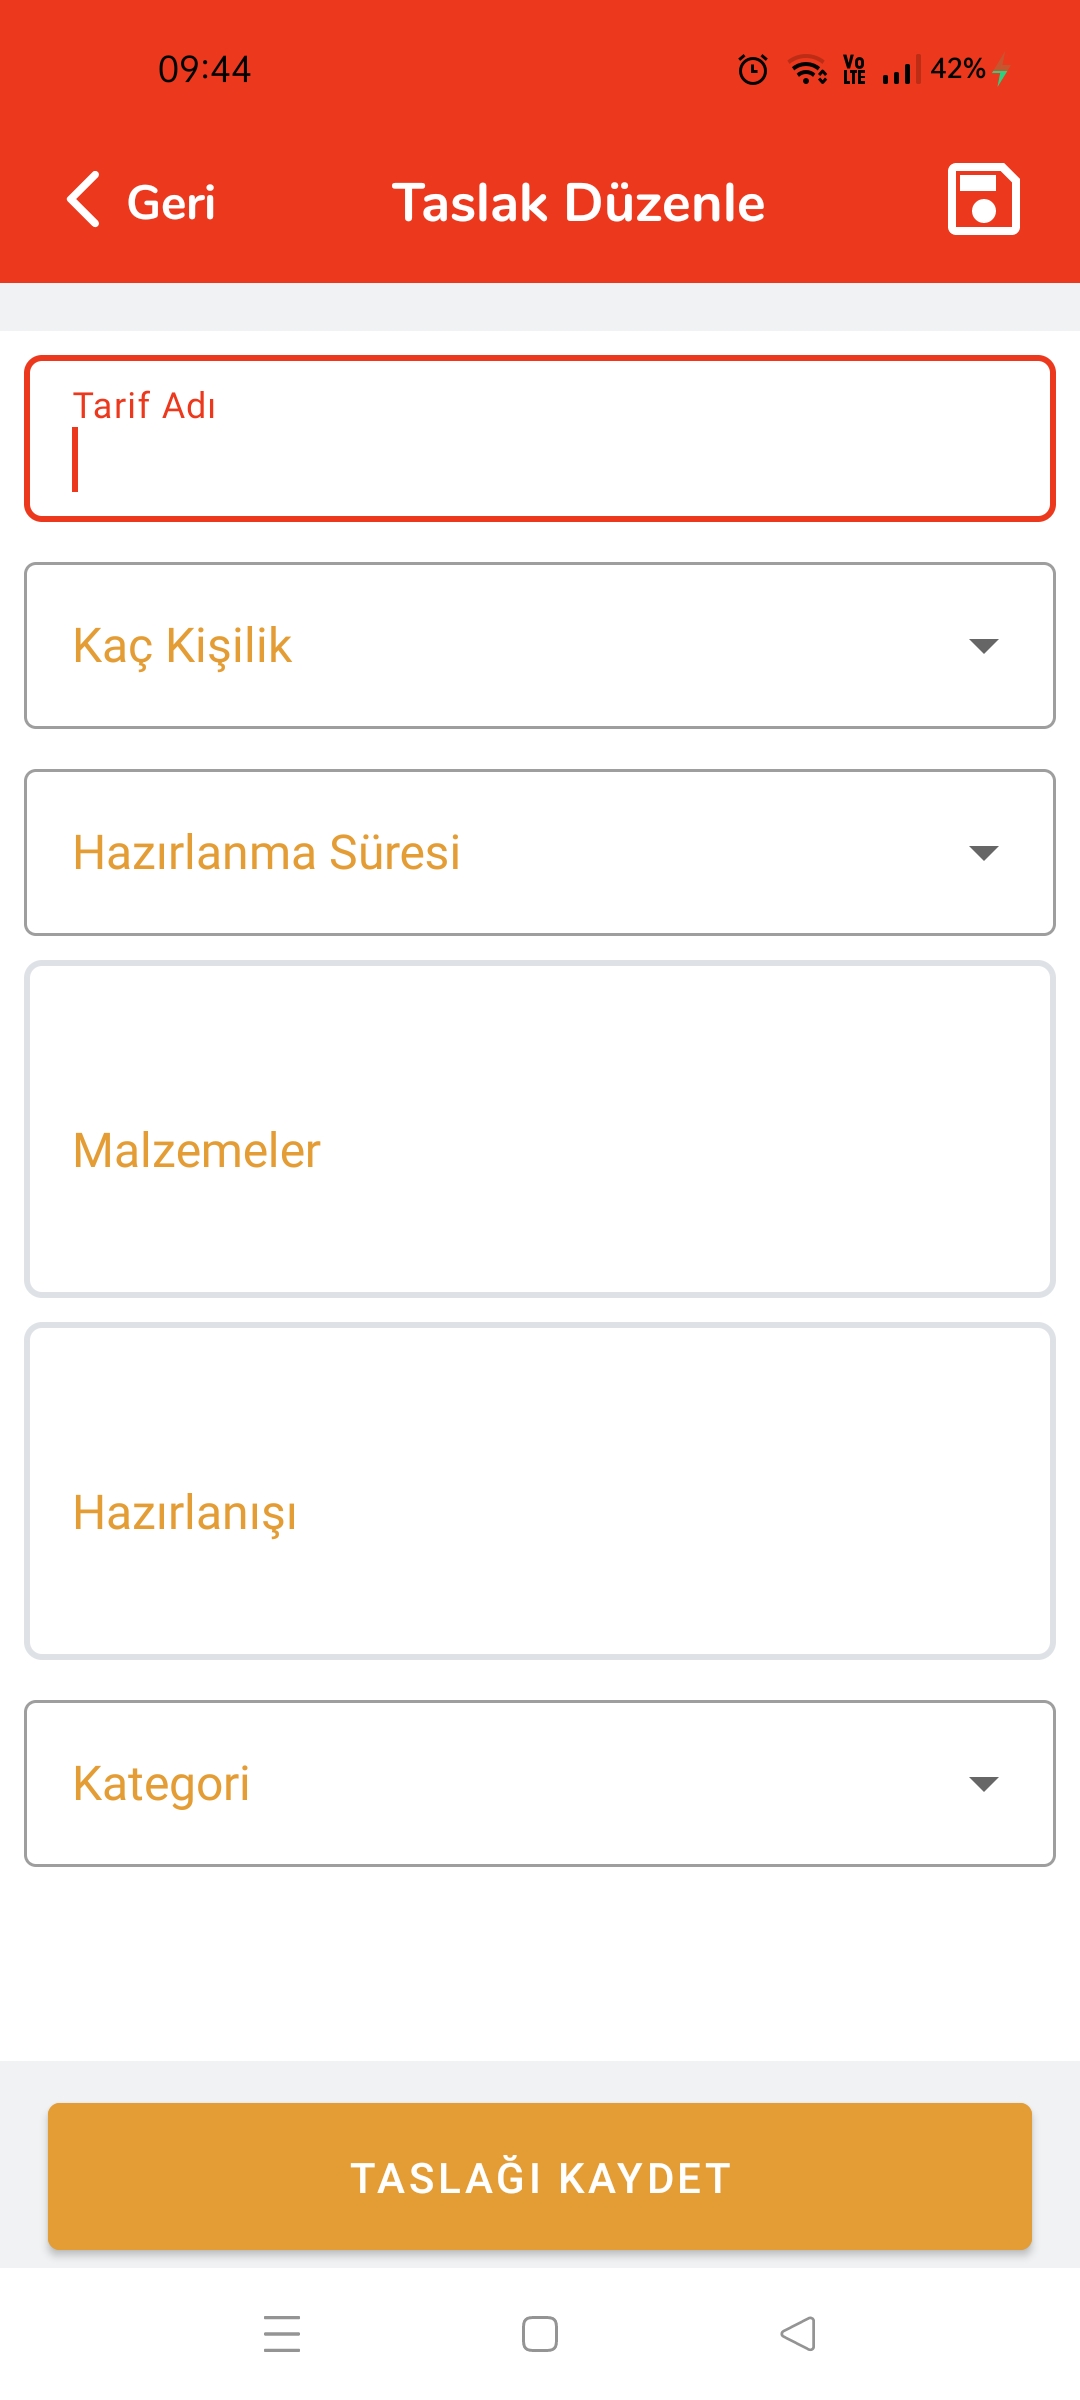 09:44
Vo LTE 42%
Geri
Taslak Düzenle
Tarif Adı
Kaç Kişilik
Hazırlanma Süresi
Malzemeler
Hazırlanışı
Kategori
TASLAĞI KAYDET